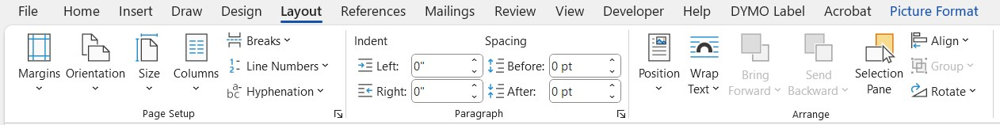 File Home Insert Draw Design Layout References Mailings Review View Developer Help DYMO Label Acrobat Picture Format
Margins
Orientation
Size
Columns
Breaks
Line Numbers
a-
bc Hyphenation
Page Setup
Indent
Left: 0"
Right: 0"
Spacing
Before: 0 pt
After: 0 pt
Paragraph
Position
Wrap
Text
Bring
Forward
Send
Backward
Selection
Pane
Align
Group
Rotate
Arrange